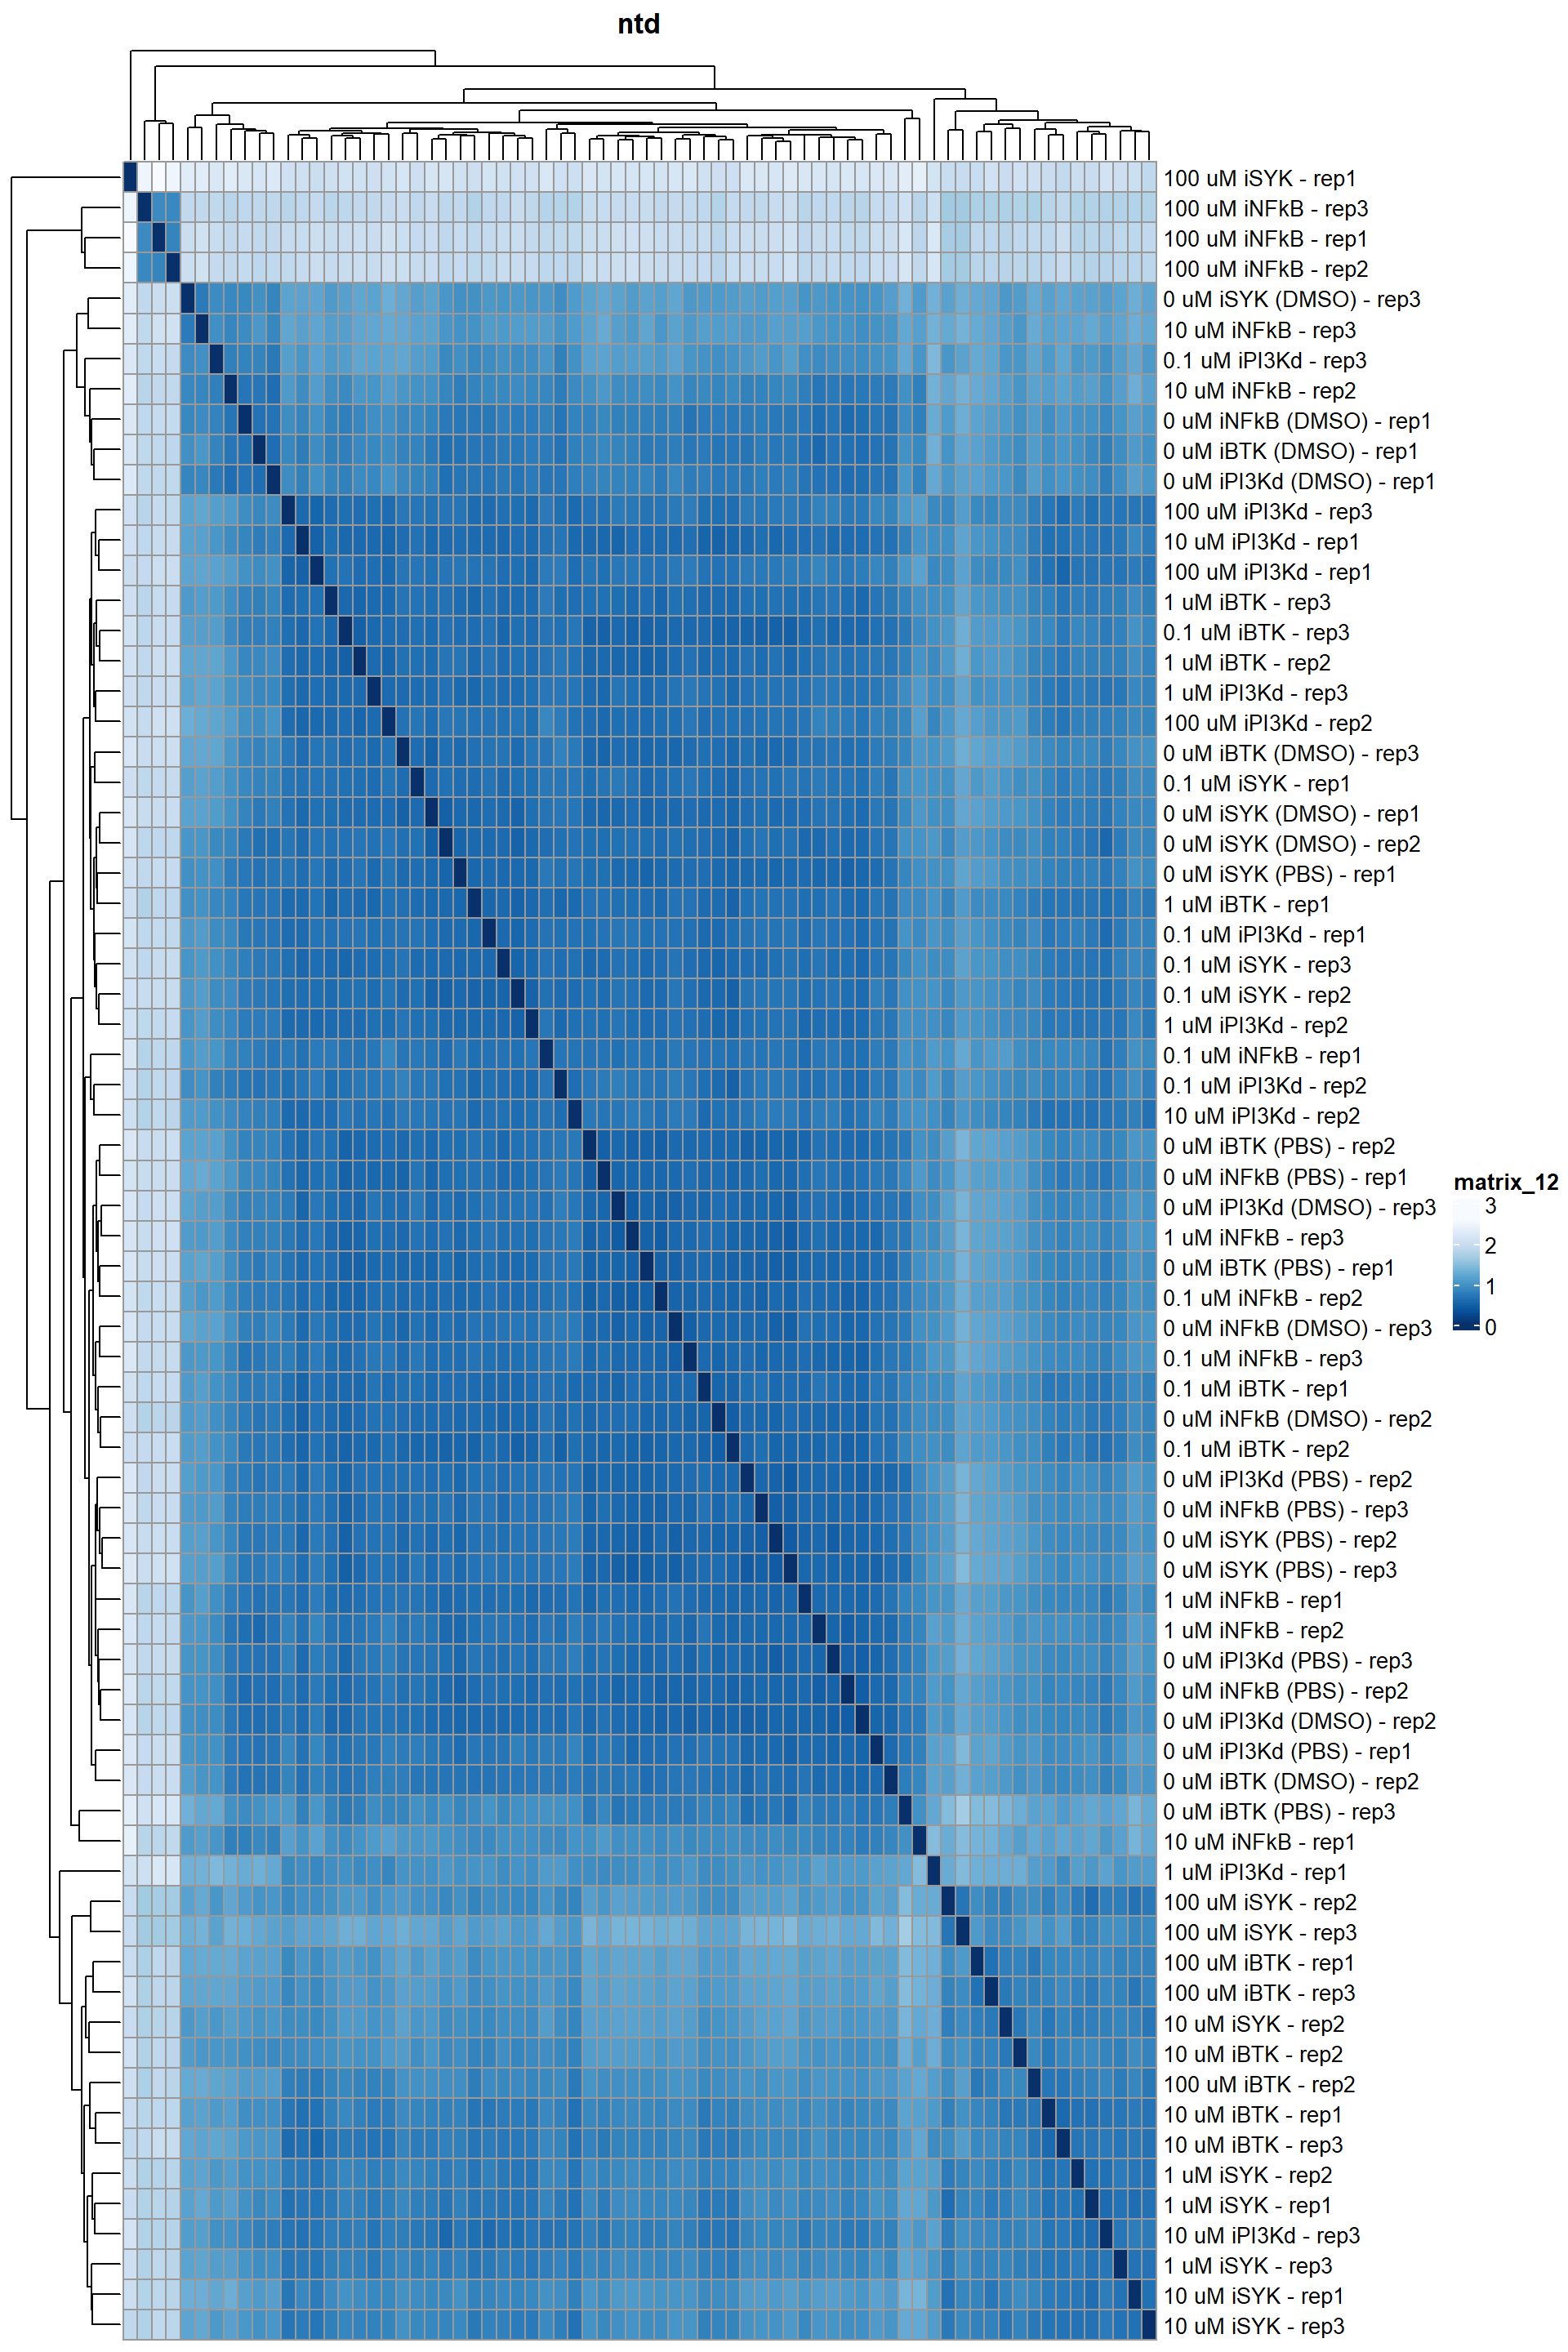 ntd
100 uM iSYK - rep1
100 uM iNFkB - rep3
100 uM iNFkB - rep1
100 uM iNFkB - rep2
0 uM iSYK (DMSO) - rep3
10 uM iNFkB - rep3
0.1 uM iPI3Kd - rep3
10 uM iNFkB - rep2
0 uM iNFkB (DMSO) - rep1
0 uM iBTK (DMSO) - rep1
0 uM iPI3Kd (DMSO) - rep1
100 uM iPI3Kd - rep3
10 uM iPI3Kd - rep1
100 uM iPI3Kd - rep1
1 uM iBTK - rep3
0.1 uM iBTK - rep3
1 uM iBTK - rep2
1 uM iPI3Kd - rep3
100 uM iPI3Kd - rep2
0 uM iBTK (DMSO) - rep3
0.1 uM iSYK - rep1
0 uM iSYK (DMSO) - rep1
0 uM iSYK (DMSO) - rep2
0 uM iSYK (PBS) - rep1
1 uM iBTK - rep1
0.1 uM iPI3Kd - rep1
0.1 uM iSYK - rep3
0.1 uM iSYK - rep2
1 uM iPI3Kd - rep2
0.1 uM iNFkB - rep1
0.1 uM iPI3Kd - rep2
10 uM iPI3Kd - rep2
0 uM iBTK (PBS) - rep2
0 uM iNFkB (PBS) - rep1
0 uM iPI3Kd (DMSO) - rep3
1 uM iNFkB - rep3
0 uM iBTK (PBS) - rep1
0.1 uM iNFkB - rep2
0 uM iNFkB (DMSO) - rep3
0.1 uM iNFkB - rep3
0.1 uM iBTK - rep1
0 uM iNFkB (DMSO) - rep2
0.1 uM iBTK - rep2
0 uM iPI3Kd (PBS) - rep2
0 uM iNFkB (PBS) - rep3
0 uM iSYK (PBS) - rep2
0 uM iSYK (PBS) - rep3
1 uM iNFkB - rep1
1 uM iNFkB - rep2
0 uM iPI3Kd (PBS) - rep3
0 uM iNFkB (PBS) - rep2
0 uM iPI3Kd (DMSO) - rep2
0 uM iPI3Kd (PBS) - rep1
0 uM iBTK (DMSO) - rep2
0 uM iBTK (PBS) - rep3
10 uM iNFkB - rep1
1 uM iPI3Kd - rep1
100 uM iSYK - rep2
100 uM iSYK - rep3
100 uM iBTK - rep1
100 uM iBTK - rep3
10 uM iSYK - rep2
10 uM iBTK - rep2
100 uM iBTK - rep2
10 uM iBTK - rep1
10 uM iBTK - rep3
1 uM iSYK - rep2
1 uM iSYK - rep1
10 uM iPI3Kd - rep3
1 uM iSYK - rep3
10 uM iSYK - rep1
10 uM iSYK - rep3
matrix_12
3
2
1
0